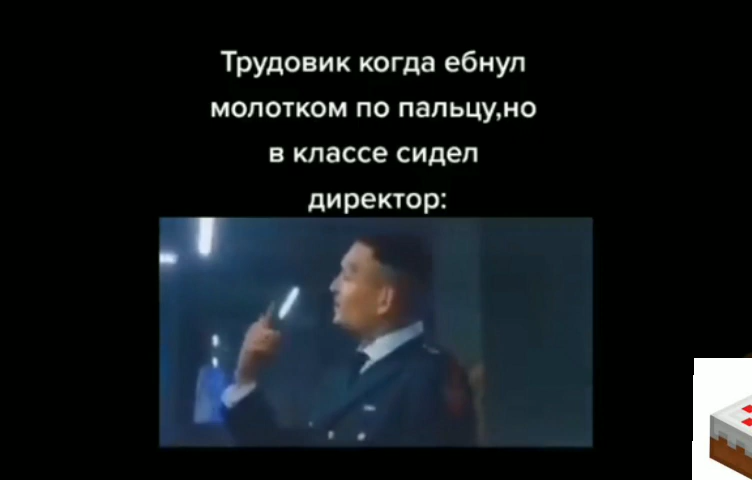 Трудовик когда ебнул
молотком по пальцу,но
в классе сидел
директор: